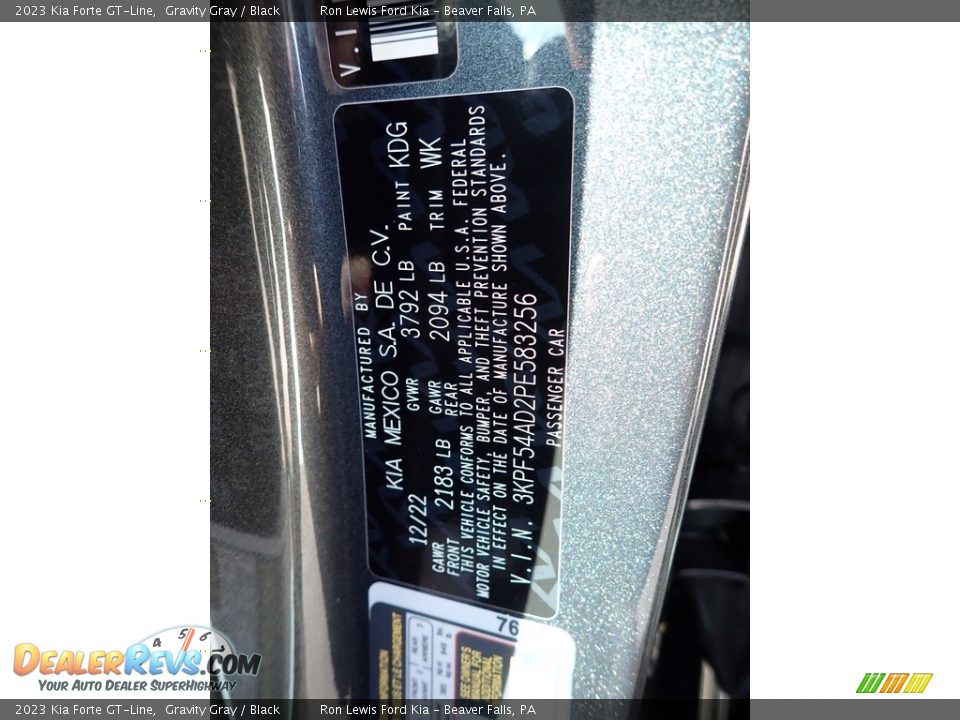 2023 Kia Forte GT-Line, Gravity Gray / Black Ron Lewis Ford Kia - Beaver Falls, PA
V.I
MANUFACTURED BY
KIA MEXICO S.A. DE C.V.
12/22 GVWR 3792 LB PAINT KDG
GAWR FRONT 2183 LB GAWR REAR 2094 LB TRIM WK
THIS VEHICLE CONFORMS TO ALL APPLICABLE U.S.A. FEDERAL
MOTOR VEHICLE SAFETY, BUMPER, AND THEFT PREVENTION STANDARDS
IN EFFECT ON THE DATE OF MANUFACTURE SHOWN ABOVE.
V.I.N. 3KPF54AD2PE583256
PASSENGER CAR
76
DEALERREVS.COM
YOUR AUTO DEALER SUPERHIGHWAY
2023 Kia Forte GT-Line, Gravity Gray / Black Ron Lewis Ford Kia - Beaver Falls, PA